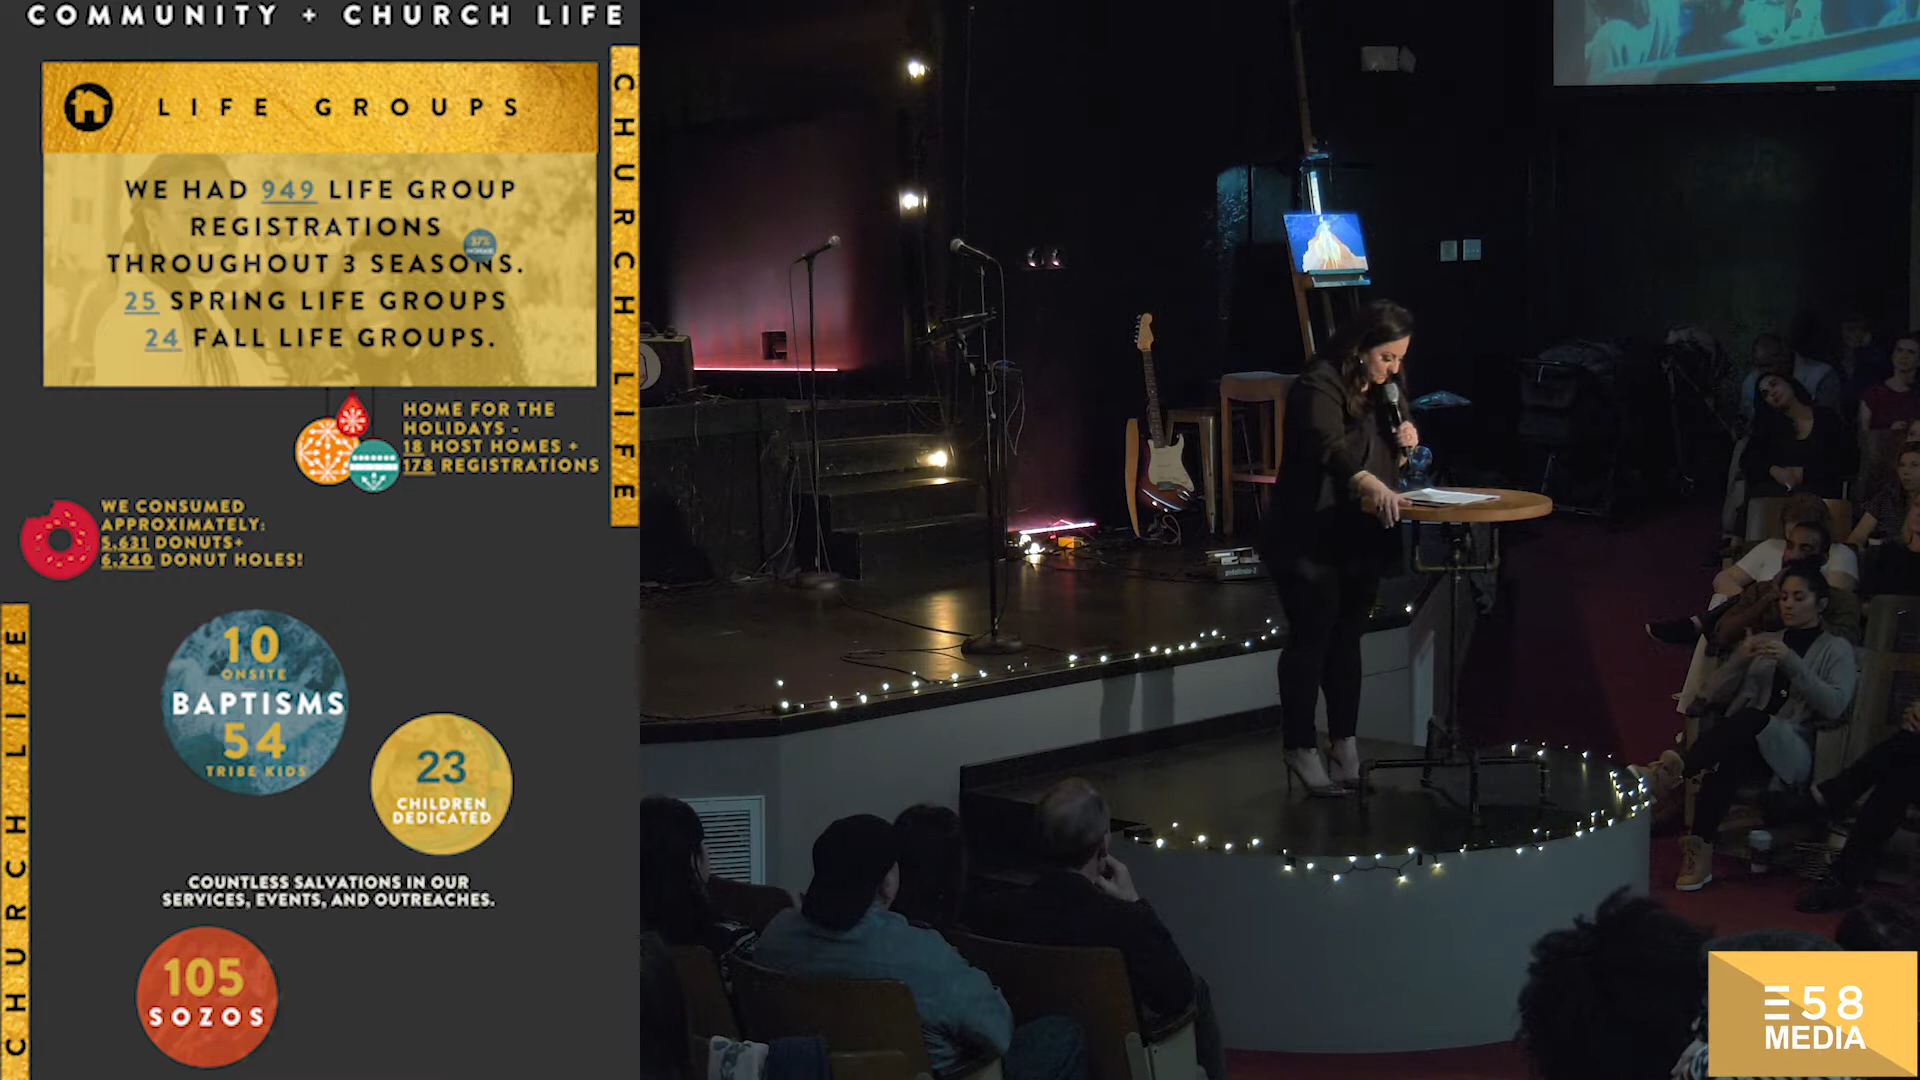 COMMUNITY + CHURCH LIFE
LIFE GROUPS
WE HAD 949 LIFE GROUP
REGISTRATIONS
37%
THROUGHOUT 3 SEASONS.
25 SPRING LIFE GROUPS
24 FALL LIFE GROUPS.
CHURCH LIFE
HOME FOR THE
HOLIDAYS -
18 HOST HOMES +
178 REGISTRATIONS
WE CONSUMED
APPROXIMATELY:
5,631 DONUTS+
6,240 DONUT HOLES!
CHURCH LIFE
10
ONSITE
BAPTISMS
54
TRIBE KIDS
23
CHILDREN
DEDICATED
COUNTLESS SALVATIONS IN OUR
SERVICES, EVENTS, AND OUTREACHES.
105
SOZOS
58
MEDIA